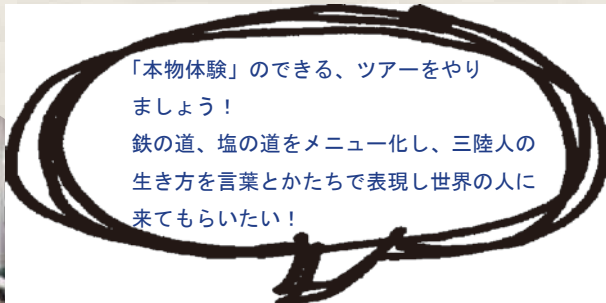 「本物体験」のできる、ツアーをやり
ましょう！
鉄の道、塩の道をメニュー化し、三陸人の
生き方を言葉とかたちで表現し世界の人に
来てもらいたい！